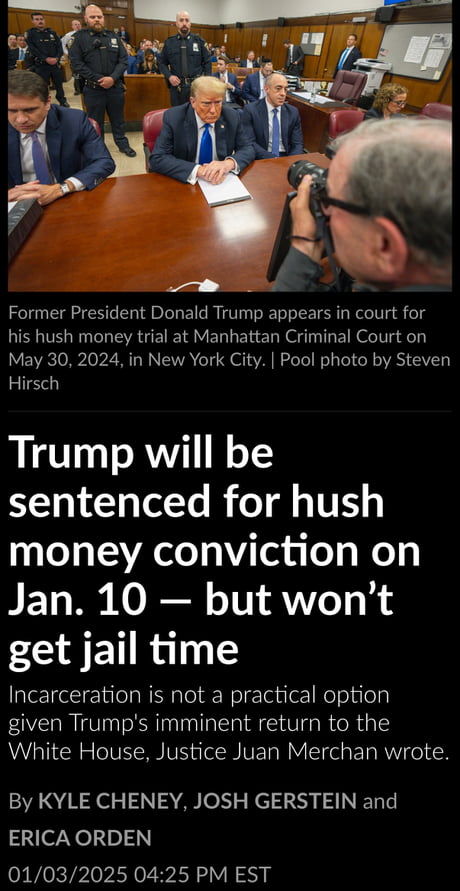 Former President Donald Trump appears in court for
his hush money trial at Manhattan Criminal Court on
May 30, 2024, in New York City. | Pool photo by Steven
Hirsch
Trump will be
sentenced for hush
money conviction on
Jan. 10 — but won’t
get jail time
Incarceration is not a practical option
given Trump's imminent return to the
White House, Justice Juan Merchan wrote.
By KYLE CHENEY, JOSH GERSTEIN and
ERICA ORDEN
01/03/2025 04:25 PM EST